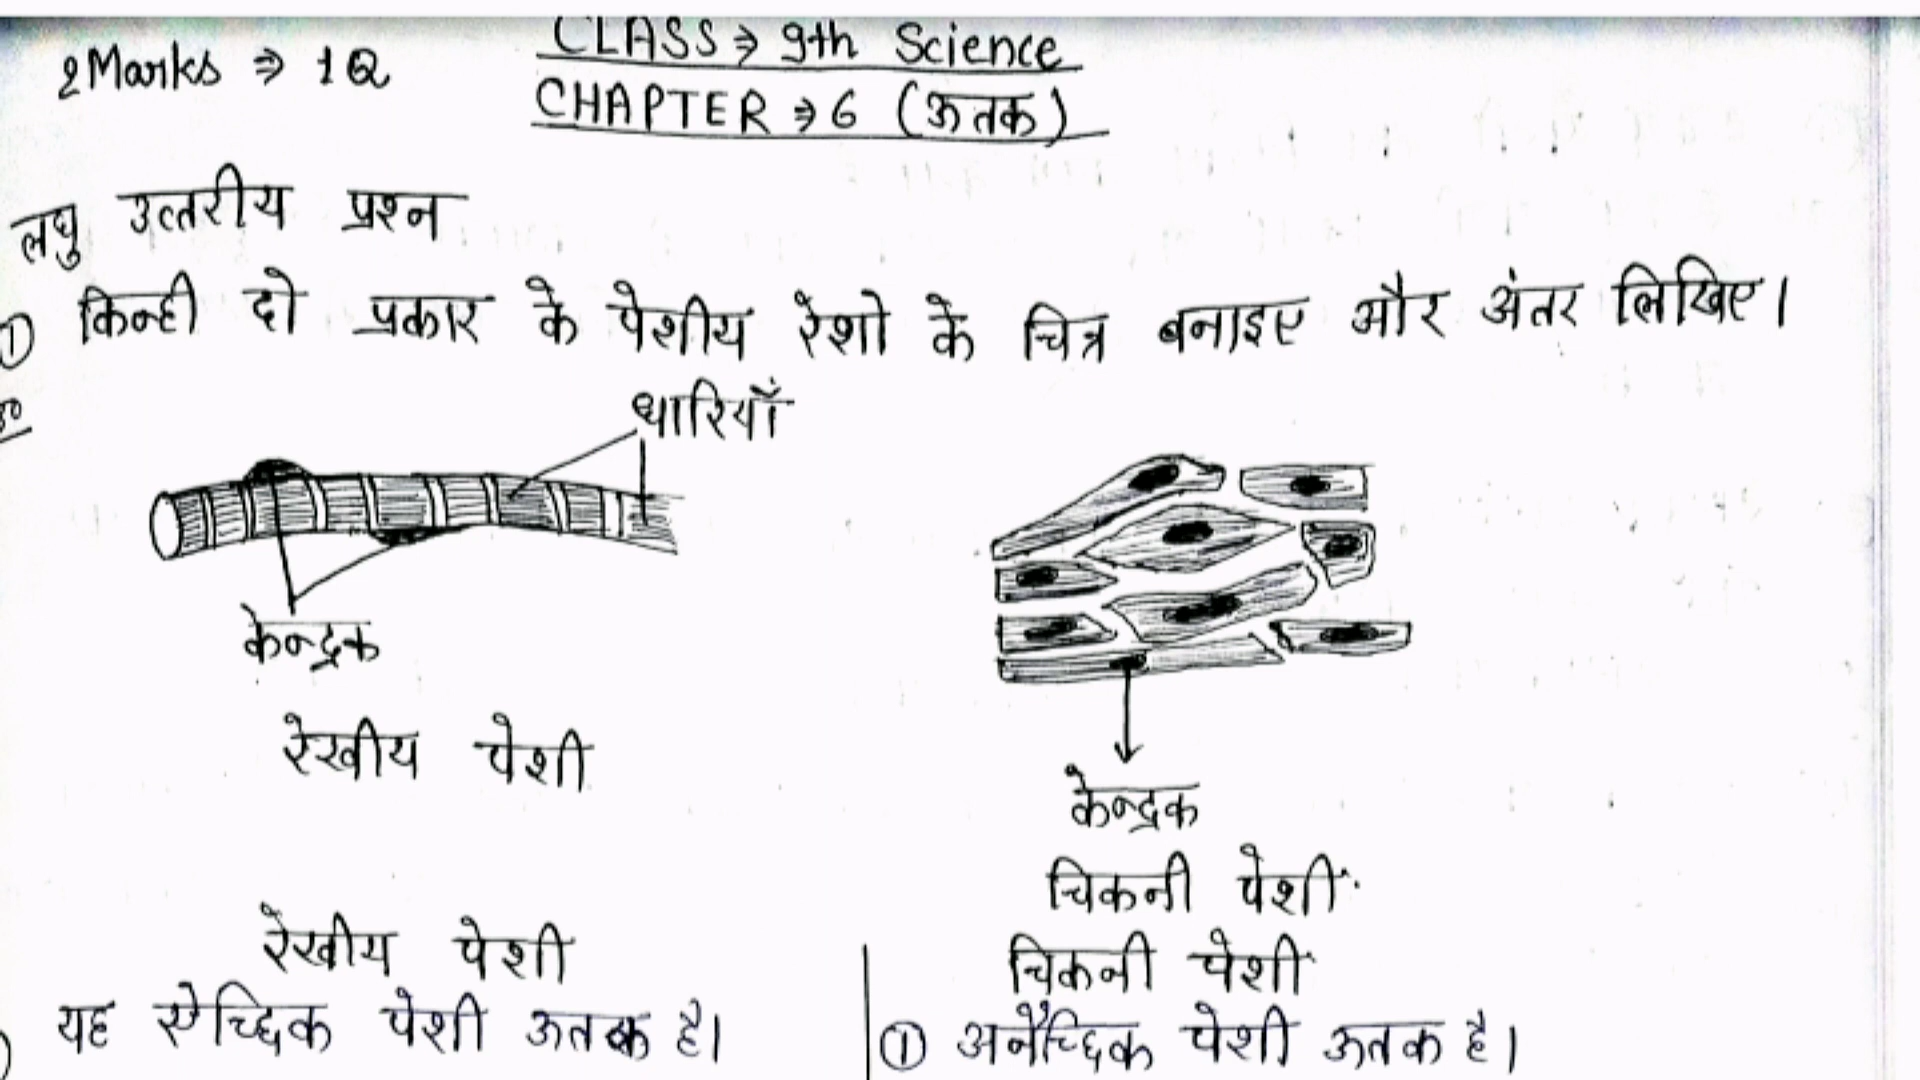 2 Marks ⇒ 1Q
CLASS ⇒ 9th Science
CHAPTER ⇒ 6 (ऊतक)
लघु उत्तरीय प्रश्न
① किन्ही दो प्रकार के पेशीय रेशो के चित्र बनाइए और अंतर लिखिए।
उ०
धारियाँ
केन्द्रक
रेखीय पेशी
केन्द्रक
चिकनी पेशी
रेखीय पेशी
चिकनी पेशी
यह ऐच्छिक पेशी ऊतक है।
① अनैच्छिक पेशी ऊतक है।